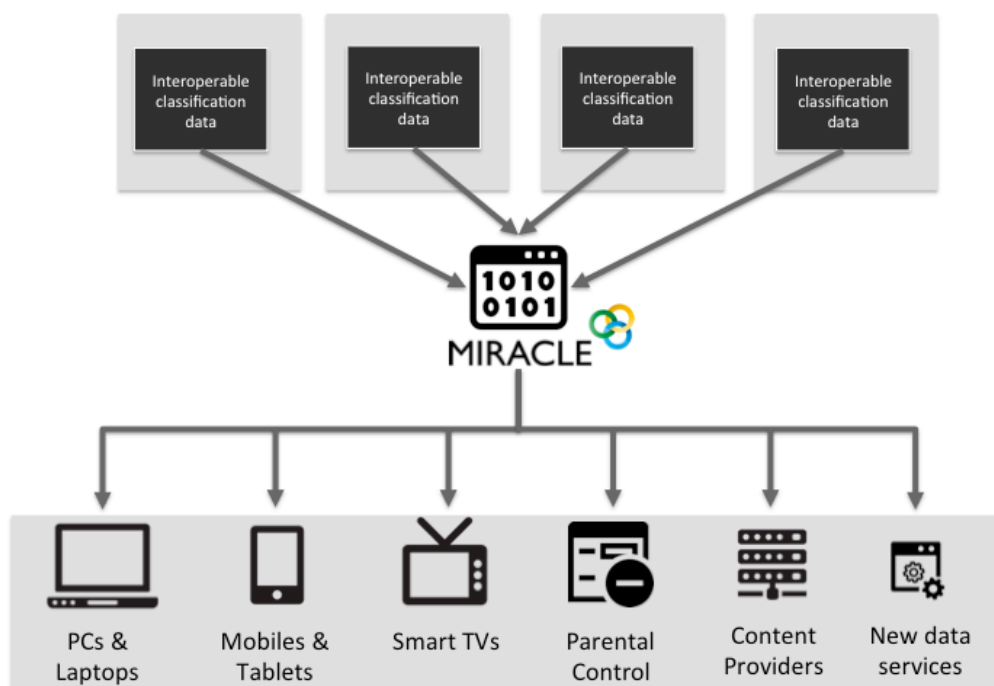 Interoperable
classification
data
Interoperable
classification
data
Interoperable
classification
data
Interoperable
classification
data
1010
0101
MIRACLE
PCs &
Laptops
Mobiles &
Tablets
Smart TVs
Parental
Control
Content
Providers
New data
services